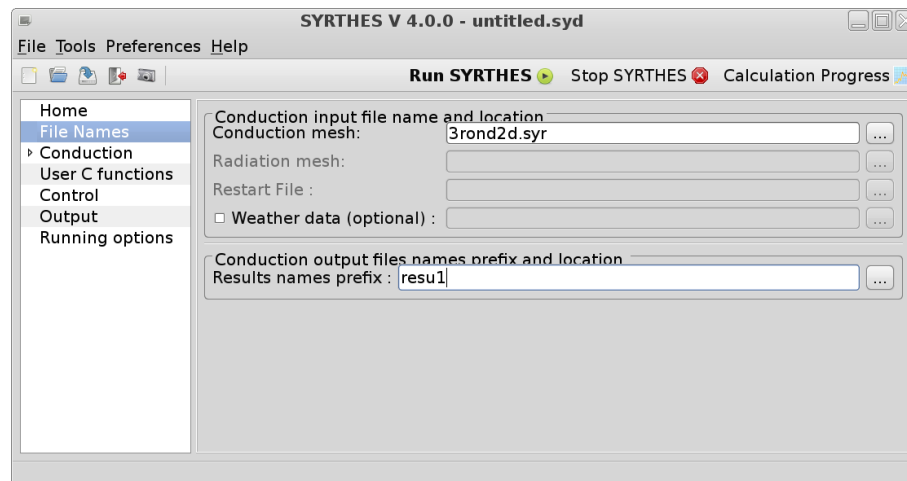 SYRTHES V 4.0.0 - untitled.syd
File Tools Preferences Help
Run SYRTHES Stop SYRTHES Calculation Progress
Home
File Names
Conduction
User C functions
Control
Output
Running options
Conduction input file name and location
Conduction mesh: 3rond2d.syr ...
Radiation mesh: ...
Restart File : ...
Weather data (optional) : ...
Conduction output files names prefix and location
Results names prefix : resu1 ...